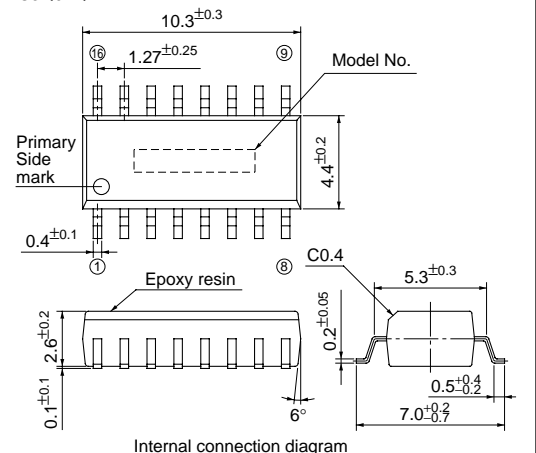 10.3±0.3
⑯ 1.27±0.25 ⑨
Model No.
Primary
Side
mark
4.4±0.2
0.4±0.1
① ⑧
Epoxy resin
C0.4
5.3±0.3
2.6±0.2
0.2±0.05
0.1±0.1
6°
0.5+0.4−0.2
7.0+0.2−0.7
Internal connection diagram